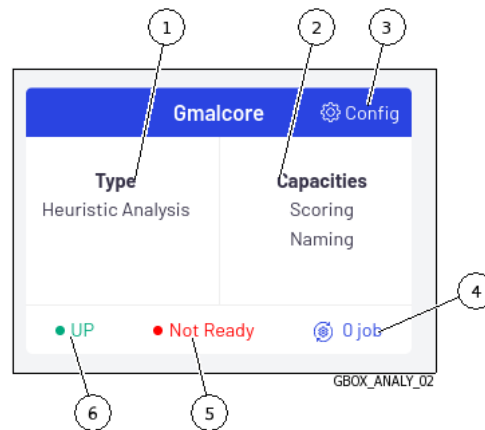 1 2 3
Gmalcore Config
Type Capacities
Heuristic Analysis Scoring
Naming
4
UP Not Ready 0 job
GBOX_ANALY_02
6 5